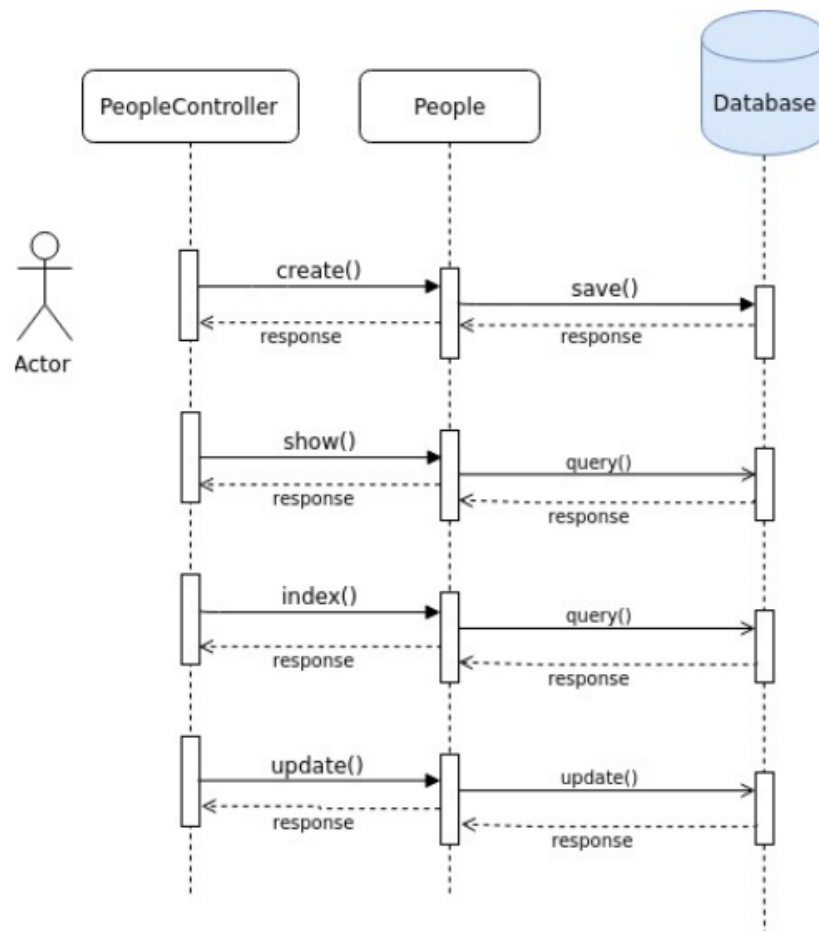 PeopleController
People
Database
Actor
create()
save()
response
response
show()
query()
response
response
index()
query()
response
response
update()
update()
response
response